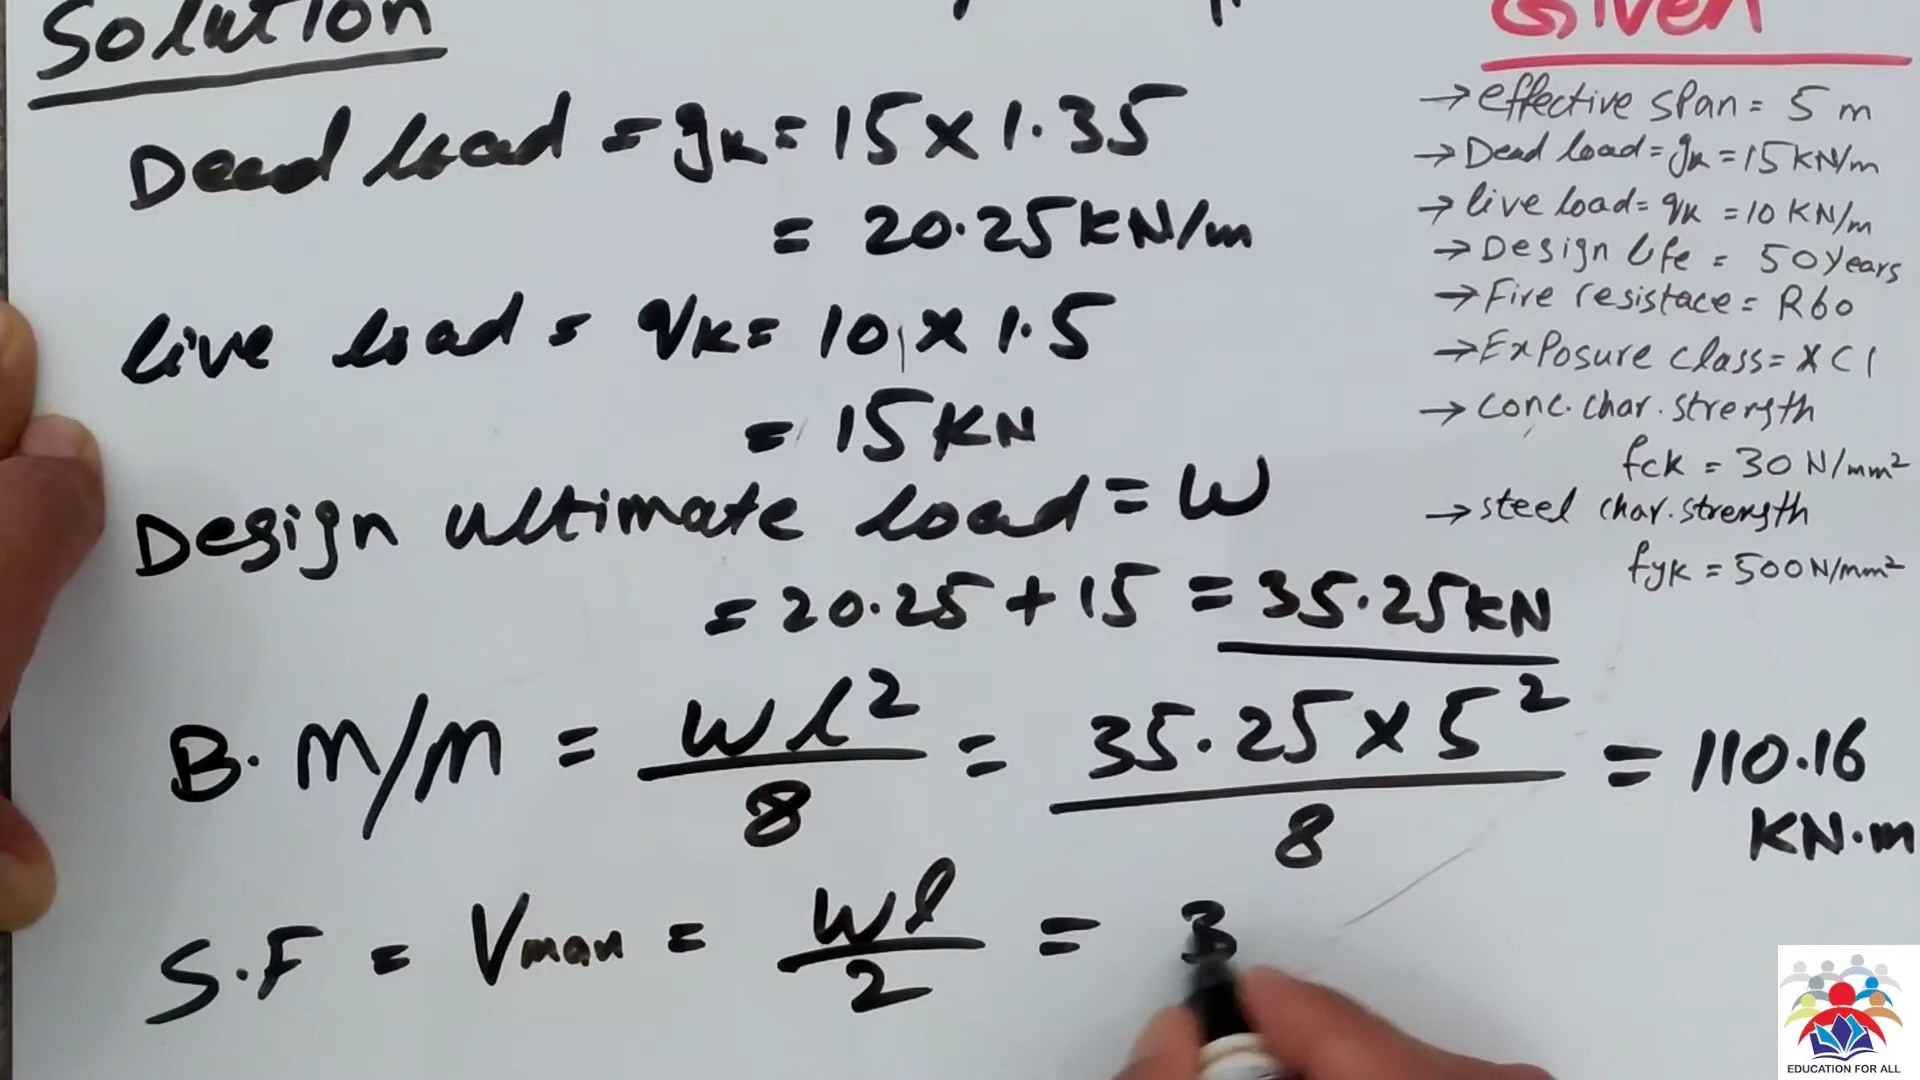 Solution
Dead load = gk = 15 x 1.35
= 20.25 KN/m
live load = qk = 10 x 1.5
= 15 KN
Design ultimate load = W
= 20.25 + 15 = 35.25 KN
B.M/M = Wl²/8 = 35.25 x 5²/8 = 110.16 KN.m
S.F = Vmax = Wl/2 = 3
Given
→ effective span = 5 m
→ Dead load = gk = 15 KN/m
→ live load = qk = 10 KN/m
→ Design life = 50 years
→ Fire resistace = R60
→ Exposure class = XC1
→ Conc. char. strength
fck = 30 N/mm²
→ steel char. strength
fyk = 500 N/mm²
EDUCATION FOR ALL